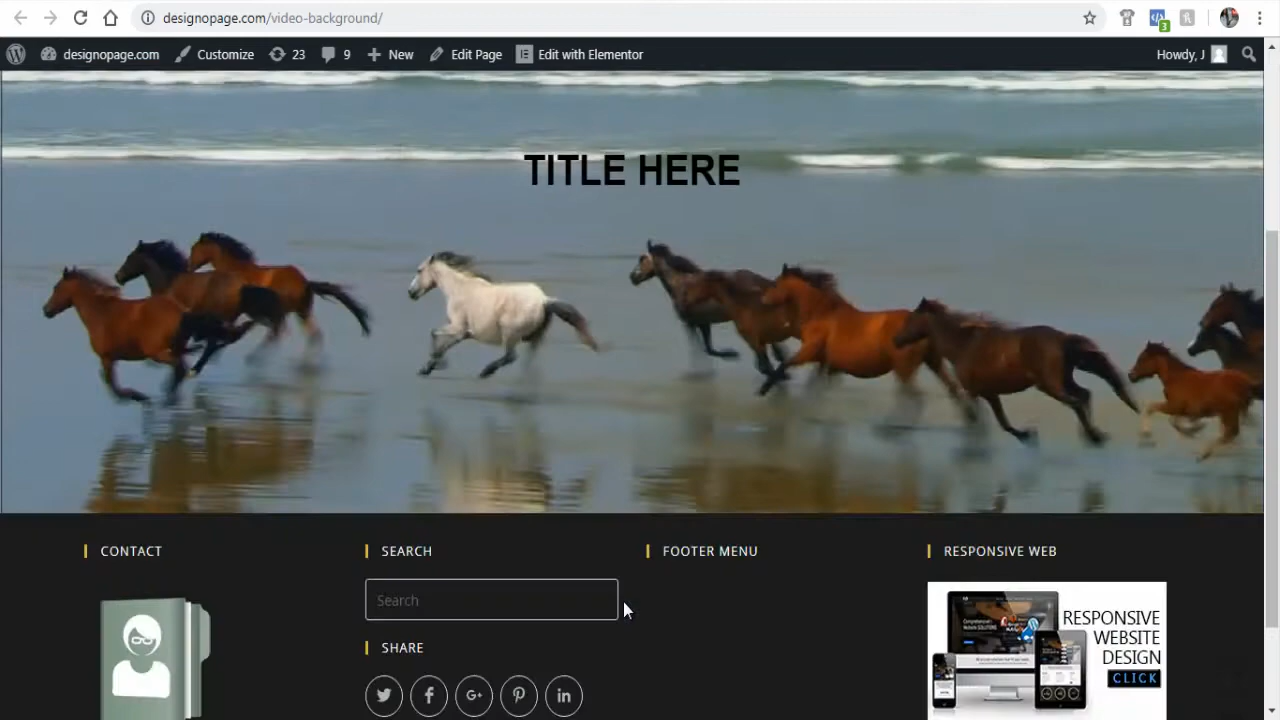 designopage.com/video-background/
3
designopage.com Customize 23 9 New Edit Page Edit with Elementor Howdy, J
TITLE HERE
CONTACT
SEARCH
Search
SHARE
FOOTER MENU
RESPONSIVE WEB
RESPONSIVE
WEBSITE
DESIGN
CLICK